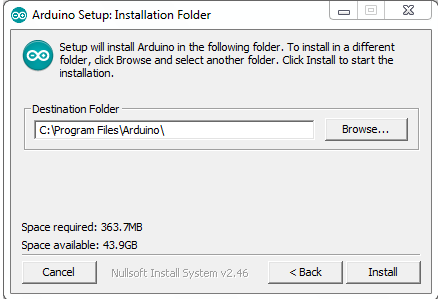 Arduino Setup: Installation Folder
Setup will install Arduino in the following folder. To install in a different
folder, click Browse and select another folder. Click Install to start the
installation.
Destination Folder
C:\Program Files\Arduino\
Browse...
Space required: 363.7MB
Space available: 43.9GB
Cancel
Nullsoft Install System v2.46
< Back
Install